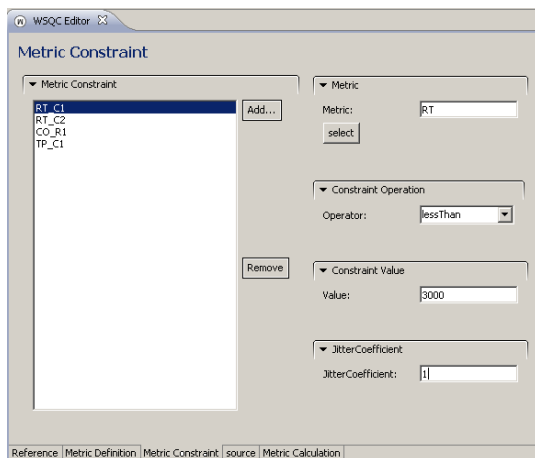 WSQC Editor
Metric Constraint
Metric Constraint
RT_C1
RT_C2
CO_R1
TP_C1
Add...
Remove
Metric
Metric: RT
select
Constraint Operation
Operator: lessThan
Constraint Value
Value: 3000
JitterCoefficient
JitterCoefficient: 1
Reference Metric Definition Metric Constraint source Metric Calculation